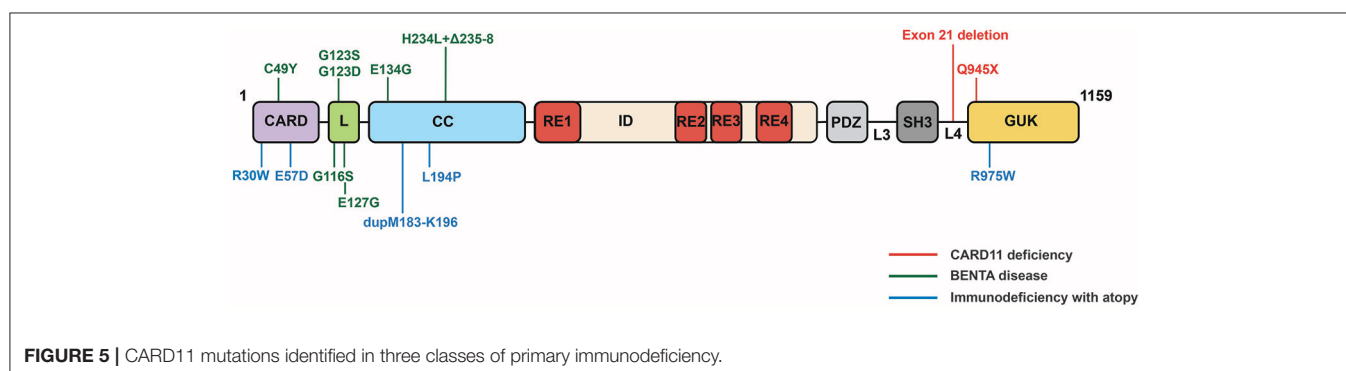 Exon 21 deletion
H234L+Δ235-8
G123S
G123D
C49Y
E134G
Q945X
1
1159
CARD
L
CC
RE1
ID
RE2
RE3
RE4
PDZ
L3
SH3
L4
GUK
R30W
E57D
G116S
E127G
L194P
dupM183-K196
R975W
CARD11 deficiency
BENTA disease
Immunodeficiency with atopy
FIGURE 5 | CARD11 mutations identified in three classes of primary immunodeficiency.